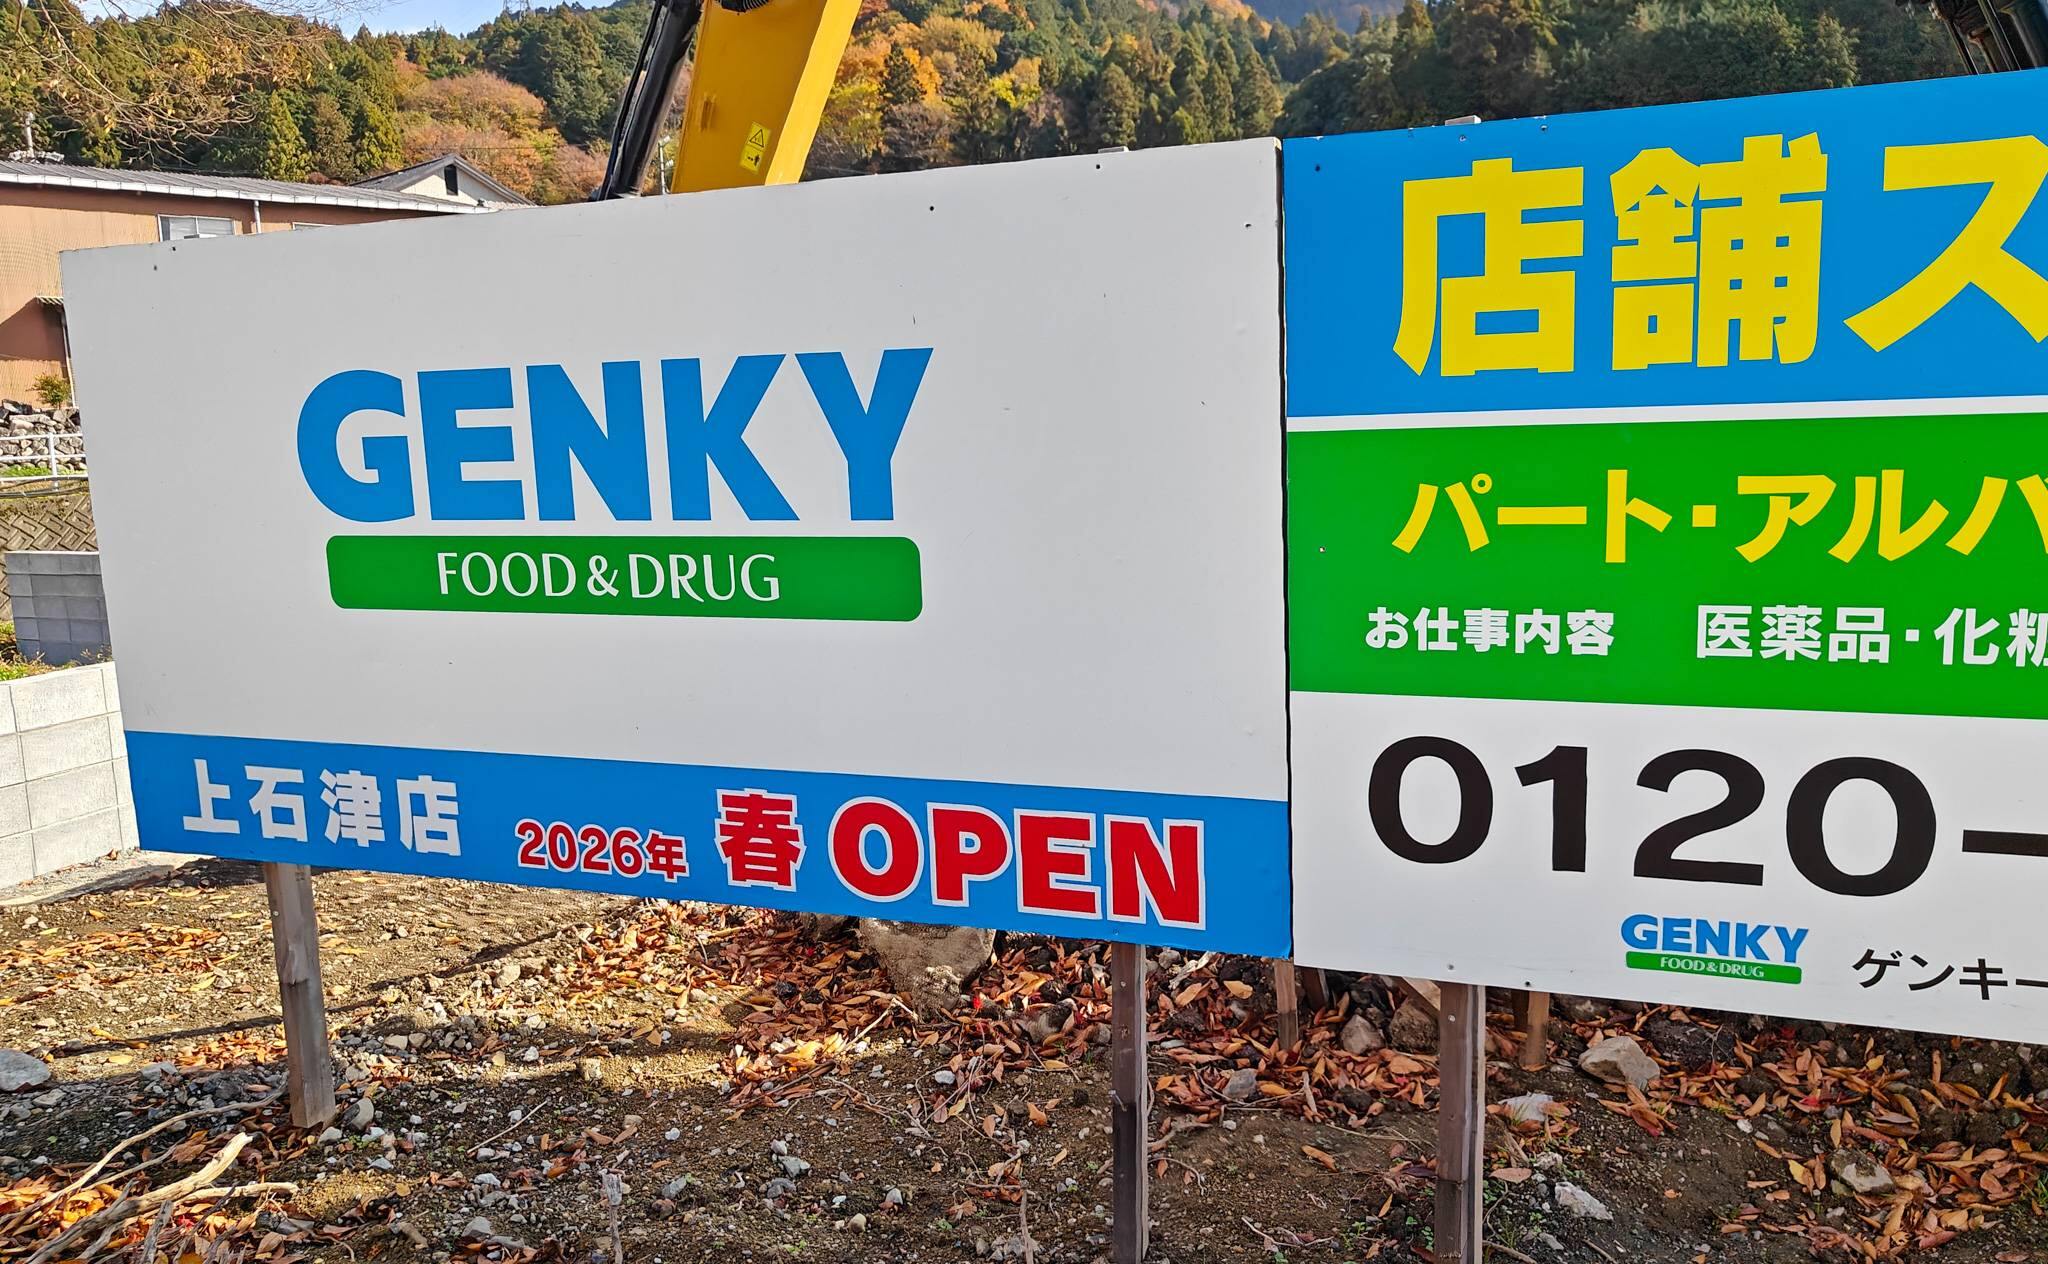 GENKY
FOOD & DRUG
上石津店 2026年 春 OPEN
店舗ス
パート・アルバ
お仕事内容 医薬品・化粧
0120-
GENKY
FOOD & DRUG
ゲンキー